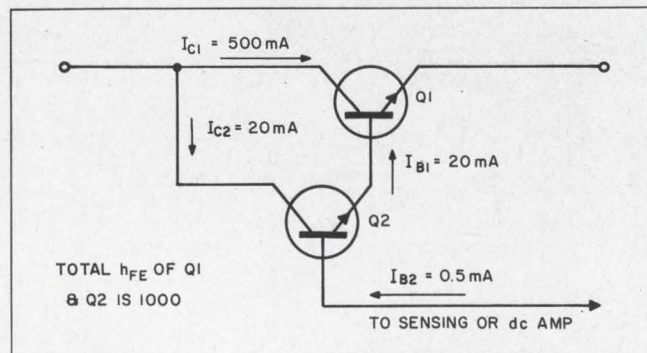 I_C1 = 500 mA
Q1
I_C2 = 20 mA
I_B1 = 20 mA
Q2
TOTAL h_FE OF Q1
& Q2 IS 1000
I_B2 = 0.5 mA
TO SENSING OR dc AMP